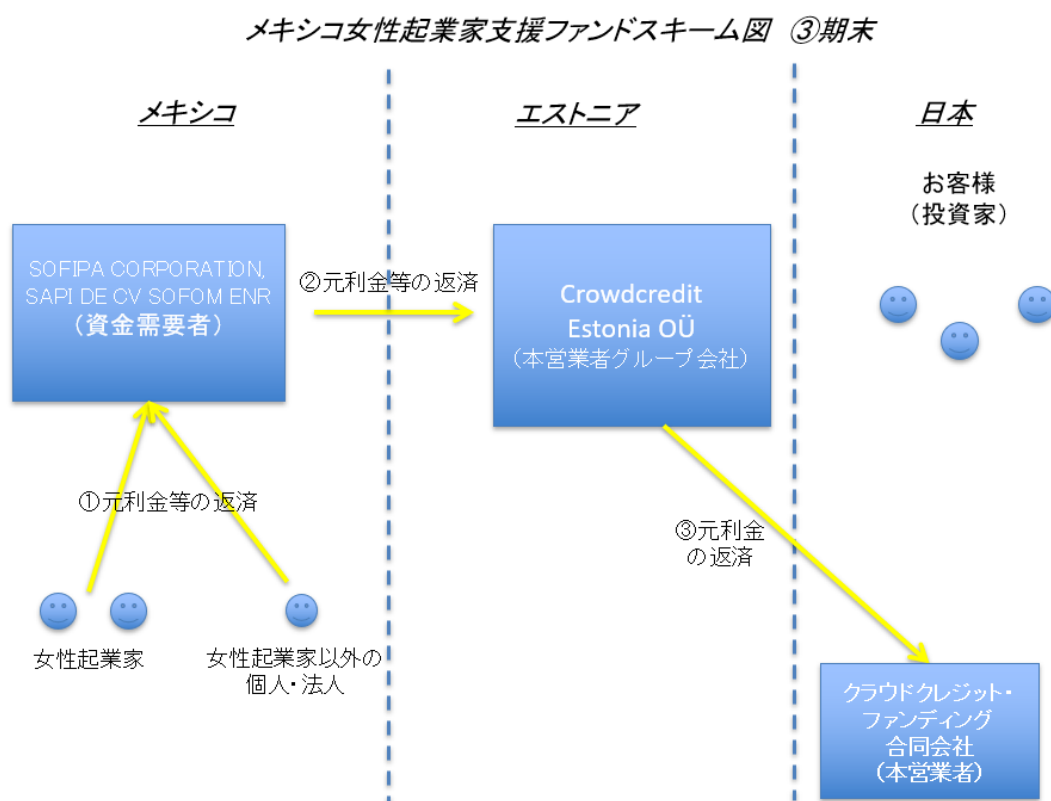 メキシコ女性起業家支援ファンドスキーム図 ③期末
メキシコ
エストニア
日本
お客様
（投資家）
SOFIPA CORPORATION,
SAPI DE CV SOFOM ENR
（資金需要者）
②元利金等の返済
Crowdcredit
Estonia OÜ
（本営業者グループ会社）
①元利金等の返済
③元利金
の返済
女性起業家
女性起業家以外の
個人・法人
クラウドクレジット・
ファンディング
合同会社
（本営業者）